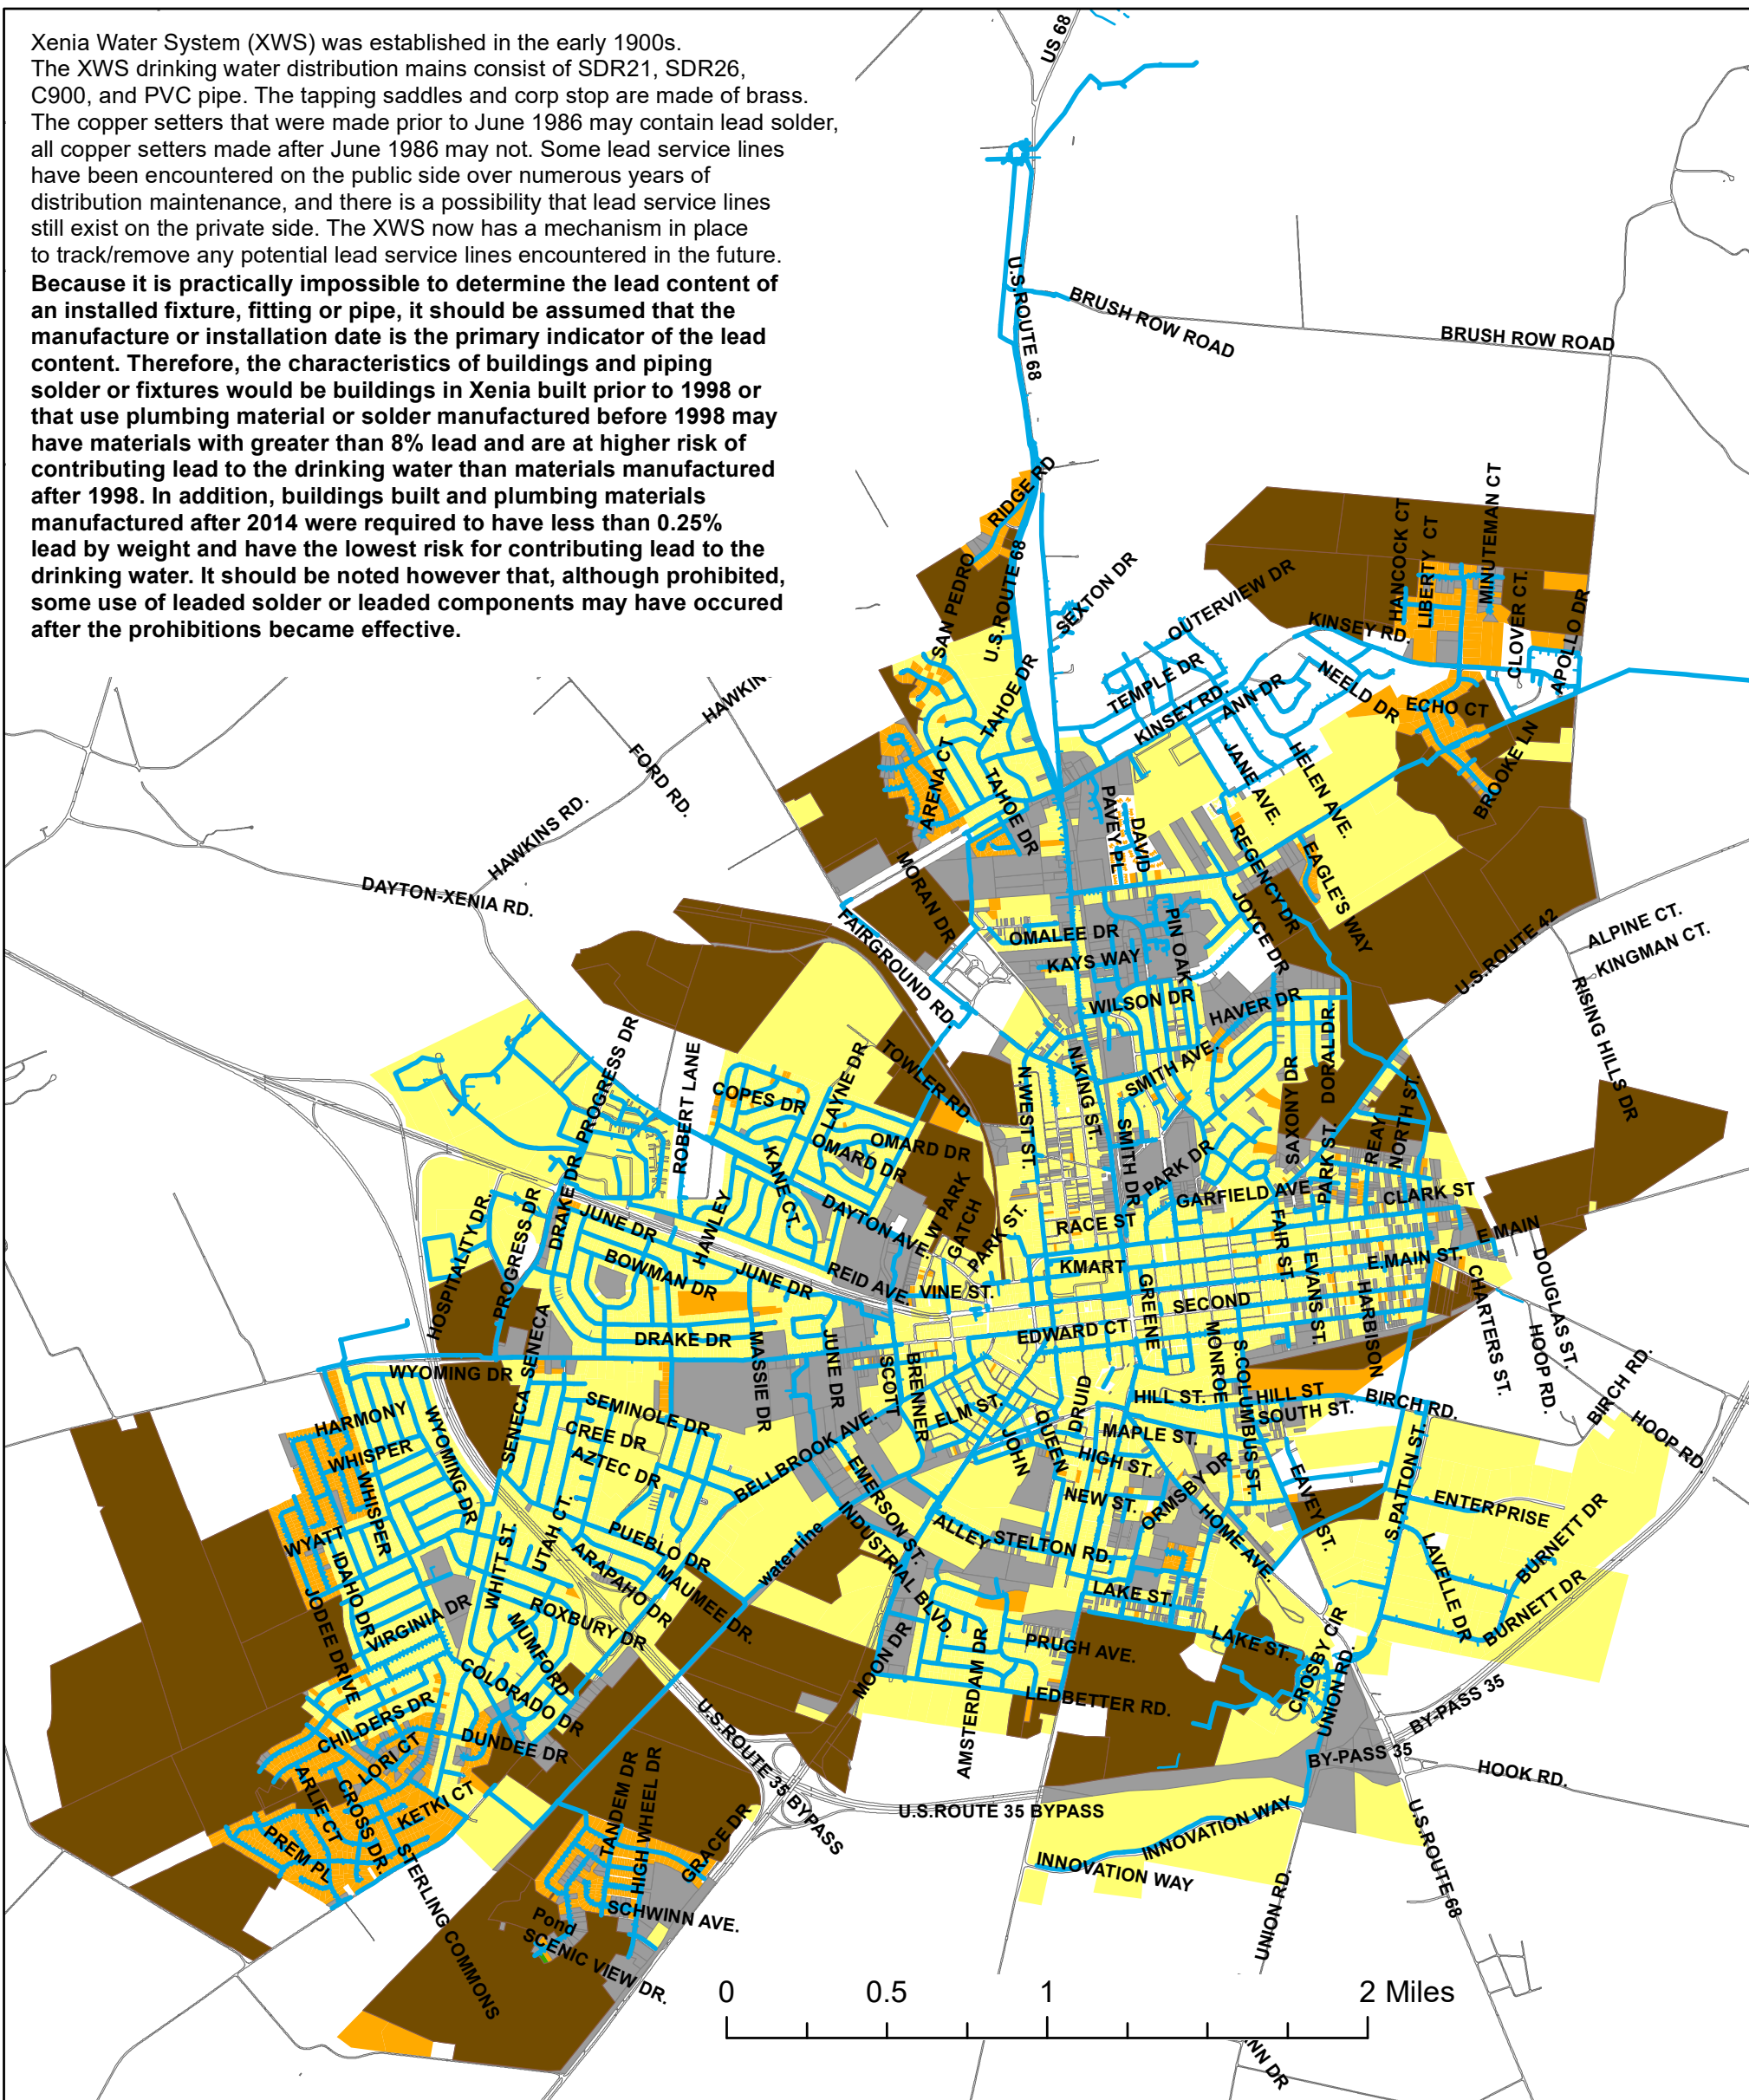 Xenia Water System (XWS) was established in the early 1900s.
The XWS drinking water distribution mains consist of SDR21, SDR26,
C900, and PVC pipe. The tapping saddles and corp stop are made of brass.
The copper setters that were made prior to June 1986 may contain lead solder,
all copper setters made after June 1986 may not. Some lead service lines
have been encountered on the public side over numerous years of
distribution maintenance, and there is a possibility that lead service lines
still exist on the private side. The XWS now has a mechanism in place
to track/remove any potential lead service lines encountered in the future.
Because it is practically impossible to determine the lead content of
an installed fixture, fitting or pipe, it should be assumed that the
manufacture or installation date is the primary indicator of the lead
content. Therefore, the characteristics of buildings and piping
solder or fixtures would be buildings in Xenia built prior to 1998 or
that use plumbing material or solder manufactured before 1998 may
have materials with greater than 8% lead and are at higher risk of
contributing lead to the drinking water than materials manufactured
after 1998. In addition, buildings built and plumbing materials
manufactured after 2014 were required to have less than 0.25%
lead by weight and have the lowest risk for contributing lead to the
drinking water. It should be noted however that, although prohibited,
some use of leaded solder or leaded components may have occured
after the prohibitions became effective.
US 68
U.S.ROUTE 68
BRUSH ROW ROAD
BRUSH ROW ROAD
RIDGE RD
SAN PEDRO
U.S.ROUTE 68
SEXTON DR
OUTERVIEW DR
HANCOCK CT
LIBERTY CT
MINUTEMAN CT
KINSEY RD.
CLOVER CT.
APOLLO DR
TAHOE DR
TEMPLE DR
KINSEY RD.
ANN DR
NEELD DR
ECHO CT
BROOKE LN
HAWKIN
FORD RD.
HAWKINS RD.
DAYTON-XENIA RD.
ARENA CT
TAHOE DR
PAVEY PL
DAVID
JANE AVE.
HELEN AVE.
REGENCY DR
EAGLE'S WAY
MORAN DR
FAIRGROUND RD.
OMALEE DR
KAYS WAY
PIN OAK
JOYCE DR
WILSON DR
HAVER DR
U.S.ROUTE 42
ALPINE CT.
KINGMAN CT.
RISING HILLS DR
PROGRESS DR
ROBERT LANE
COPES DR
LAYNE DR
TOWLER RD.
OMARD DR
OMARD DR
KANE CT.
N.WEST ST.
N.KING ST.
SMITH AVE.
SMITH DR
PARK DR
SAXONY DR
DORAL DR.
PARK ST.
REAY
NORTH ST.
GARFIELD AVE
CLARK ST
RACE ST
FAIR ST.
HOSPITALITY DR.
PROGRESS DR
DRAKE DR
JUNE DR
HAWLEY
DAYTON AVE.
W PARK
GATCH
PARK ST.
BOWMAN DR
JUNE DR
REID AVE.
VINE ST.
KMART
E MAIN
E.MAIN ST.
EVANS ST.
HARBISON
CHARTERS ST.
DOUGLAS ST.
HOOP RD.
SECOND
GREENE
EDWARD CT
SENECA
DRAKE DR
MASSIE DR
JUNE DR
SCOTT
BRENNER
MONROE
S.COLUMBUS ST.
WYOMING DR
SENECA
SEMINOLE DR
HILL ST.
HILL ST
SOUTH ST.
BIRCH RD.
BIRCH RD.
HOOP RD.
HARMONY
WHISPER
WYOMING DR
WHISPER
CREE DR
AZTEC DR
BELLBROOK AVE.
ELM ST.
JOHN
QUEEN
DRUID
MAPLE ST.
HIGH ST.
NEW ST.
ORMSBY DR
HOME AVE.
EAVEY ST.
S.PATTON ST.
ENTERPRISE
BURNETT DR
LAVELLE DR
BURNETT DR
WYATT
IDAHO DR
JODEE DRIVE
WHITT ST.
UTAH CT.
PUEBLO DR
ARAPAHO DR
MAUMEE DR.
water line
EMERSON ST.
INDUSTRIAL BLVD.
ALLEY
STELTON RD.
LAKE ST.
LAKE ST.
VIRGINIA DR
ROXBURY DR
MUMFORD
COLORADO DR
MOON DR
AMSTERDAM DR
PRUGH AVE.
LEDBETTER RD.
CROSBY CIR
UNION RD.
BY-PASS 35
BY-PASS 35
HOOK RD.
CHILDERS DR
LORI CT
DUNDEE DR
ARLIE CT
CROSS DR.
KETKI CT
PREM PL
STERLING COMMONS
TANDEM DR
HIGH WHEEL DR
GRACE DR
U.S.ROUTE 35 BYPASS
U.S.ROUTE 35 BYPASS
INNOVATION WAY
INNOVATION WAY
UNION RD.
U.S.ROUTE 68
SCHWINN AVE.
Pond
SCENIC VIEW DR.
0 0.5 1 2 Miles
NN DR